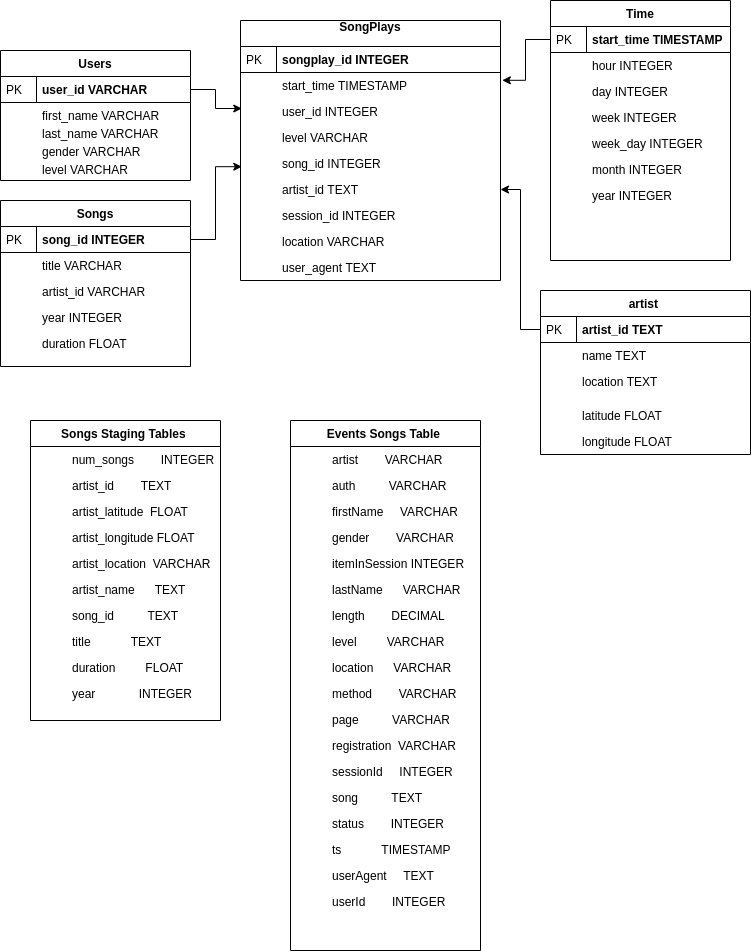 Users
PK user_id VARCHAR
first_name VARCHAR
last_name VARCHAR
gender VARCHAR
level VARCHAR
Songs
PK song_id INTEGER
title VARCHAR
artist_id VARCHAR
year INTEGER
duration FLOAT
SongPlays
PK songplay_id INTEGER
start_time TIMESTAMP
user_id INTEGER
level VARCHAR
song_id INTEGER
artist_id TEXT
session_id INTEGER
location VARCHAR
user_agent TEXT
Time
PK start_time TIMESTAMP
hour INTEGER
day INTEGER
week INTEGER
week_day INTEGER
month INTEGER
year INTEGER
artist
PK artist_id TEXT
name TEXT
location TEXT
latitude FLOAT
longitude FLOAT
Songs Staging Tables
num_songs INTEGER
artist_id TEXT
artist_latitude FLOAT
artist_longitude FLOAT
artist_location VARCHAR
artist_name TEXT
song_id TEXT
title TEXT
duration FLOAT
year INTEGER
Events Songs Table
artist VARCHAR
auth VARCHAR
firstName VARCHAR
gender VARCHAR
itemInSession INTEGER
lastName VARCHAR
length DECIMAL
level VARCHAR
location VARCHAR
method VARCHAR
page VARCHAR
registration VARCHAR
sessionId INTEGER
song TEXT
status INTEGER
ts TIMESTAMP
userAgent TEXT
userId INTEGER